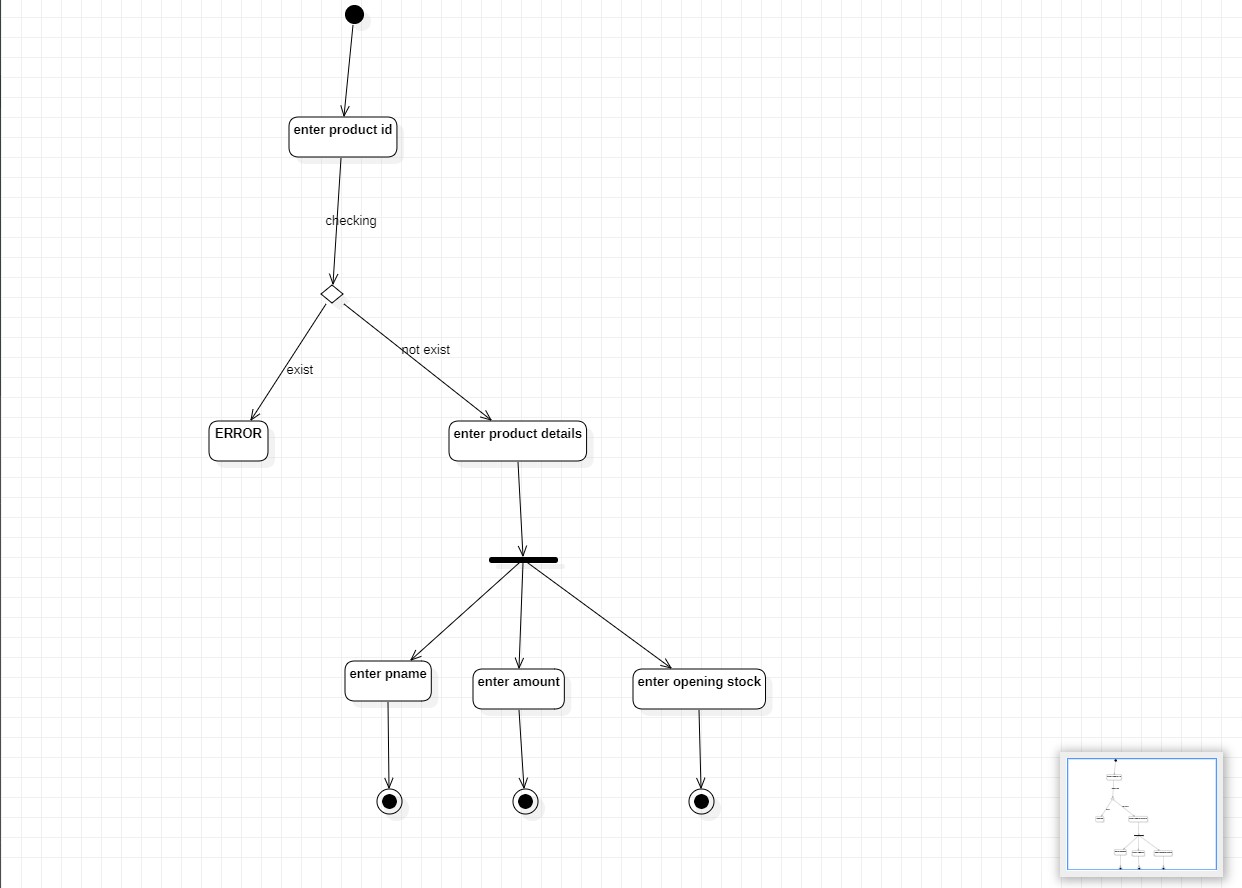 enter product id
checking
not exist
exist
ERROR
enter product details
enter pname
enter amount
enter opening stock